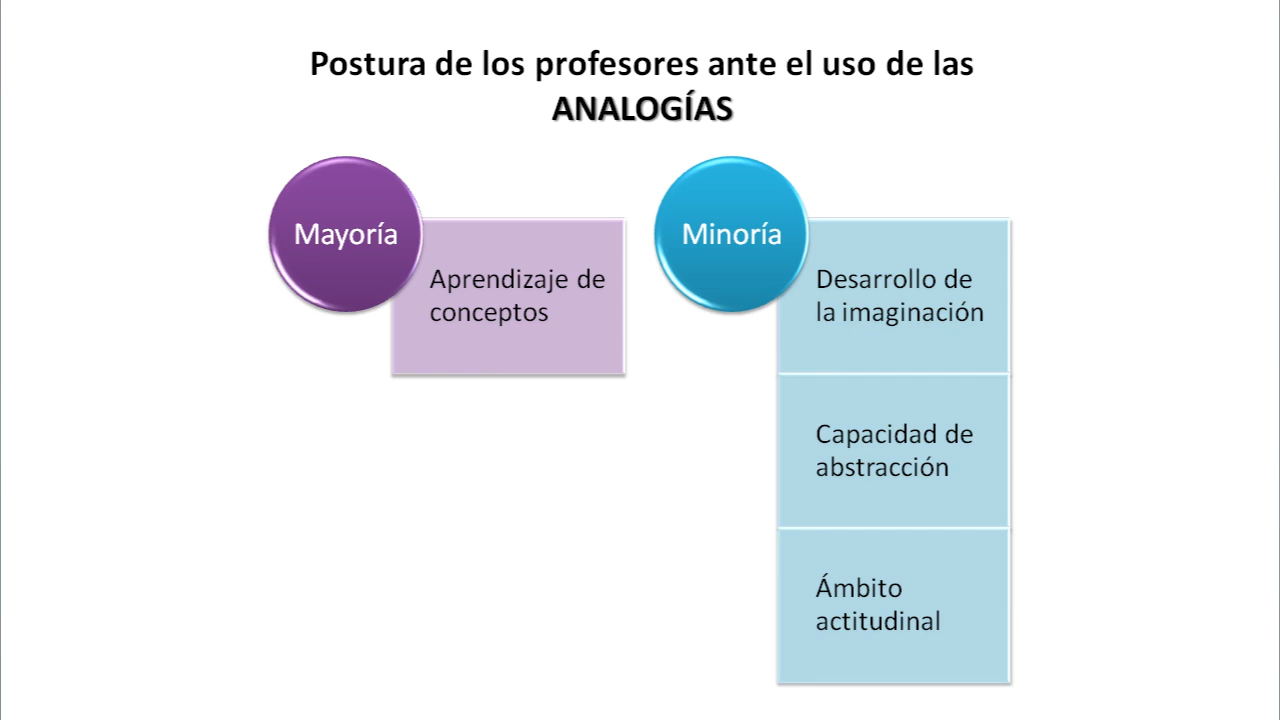 Postura de los profesores ante el uso de las
ANALOGÍAS
Mayoría
Aprendizaje de
conceptos
Minoría
Desarrollo de
la imaginación
Capacidad de
abstracción
Ámbito
actitudinal